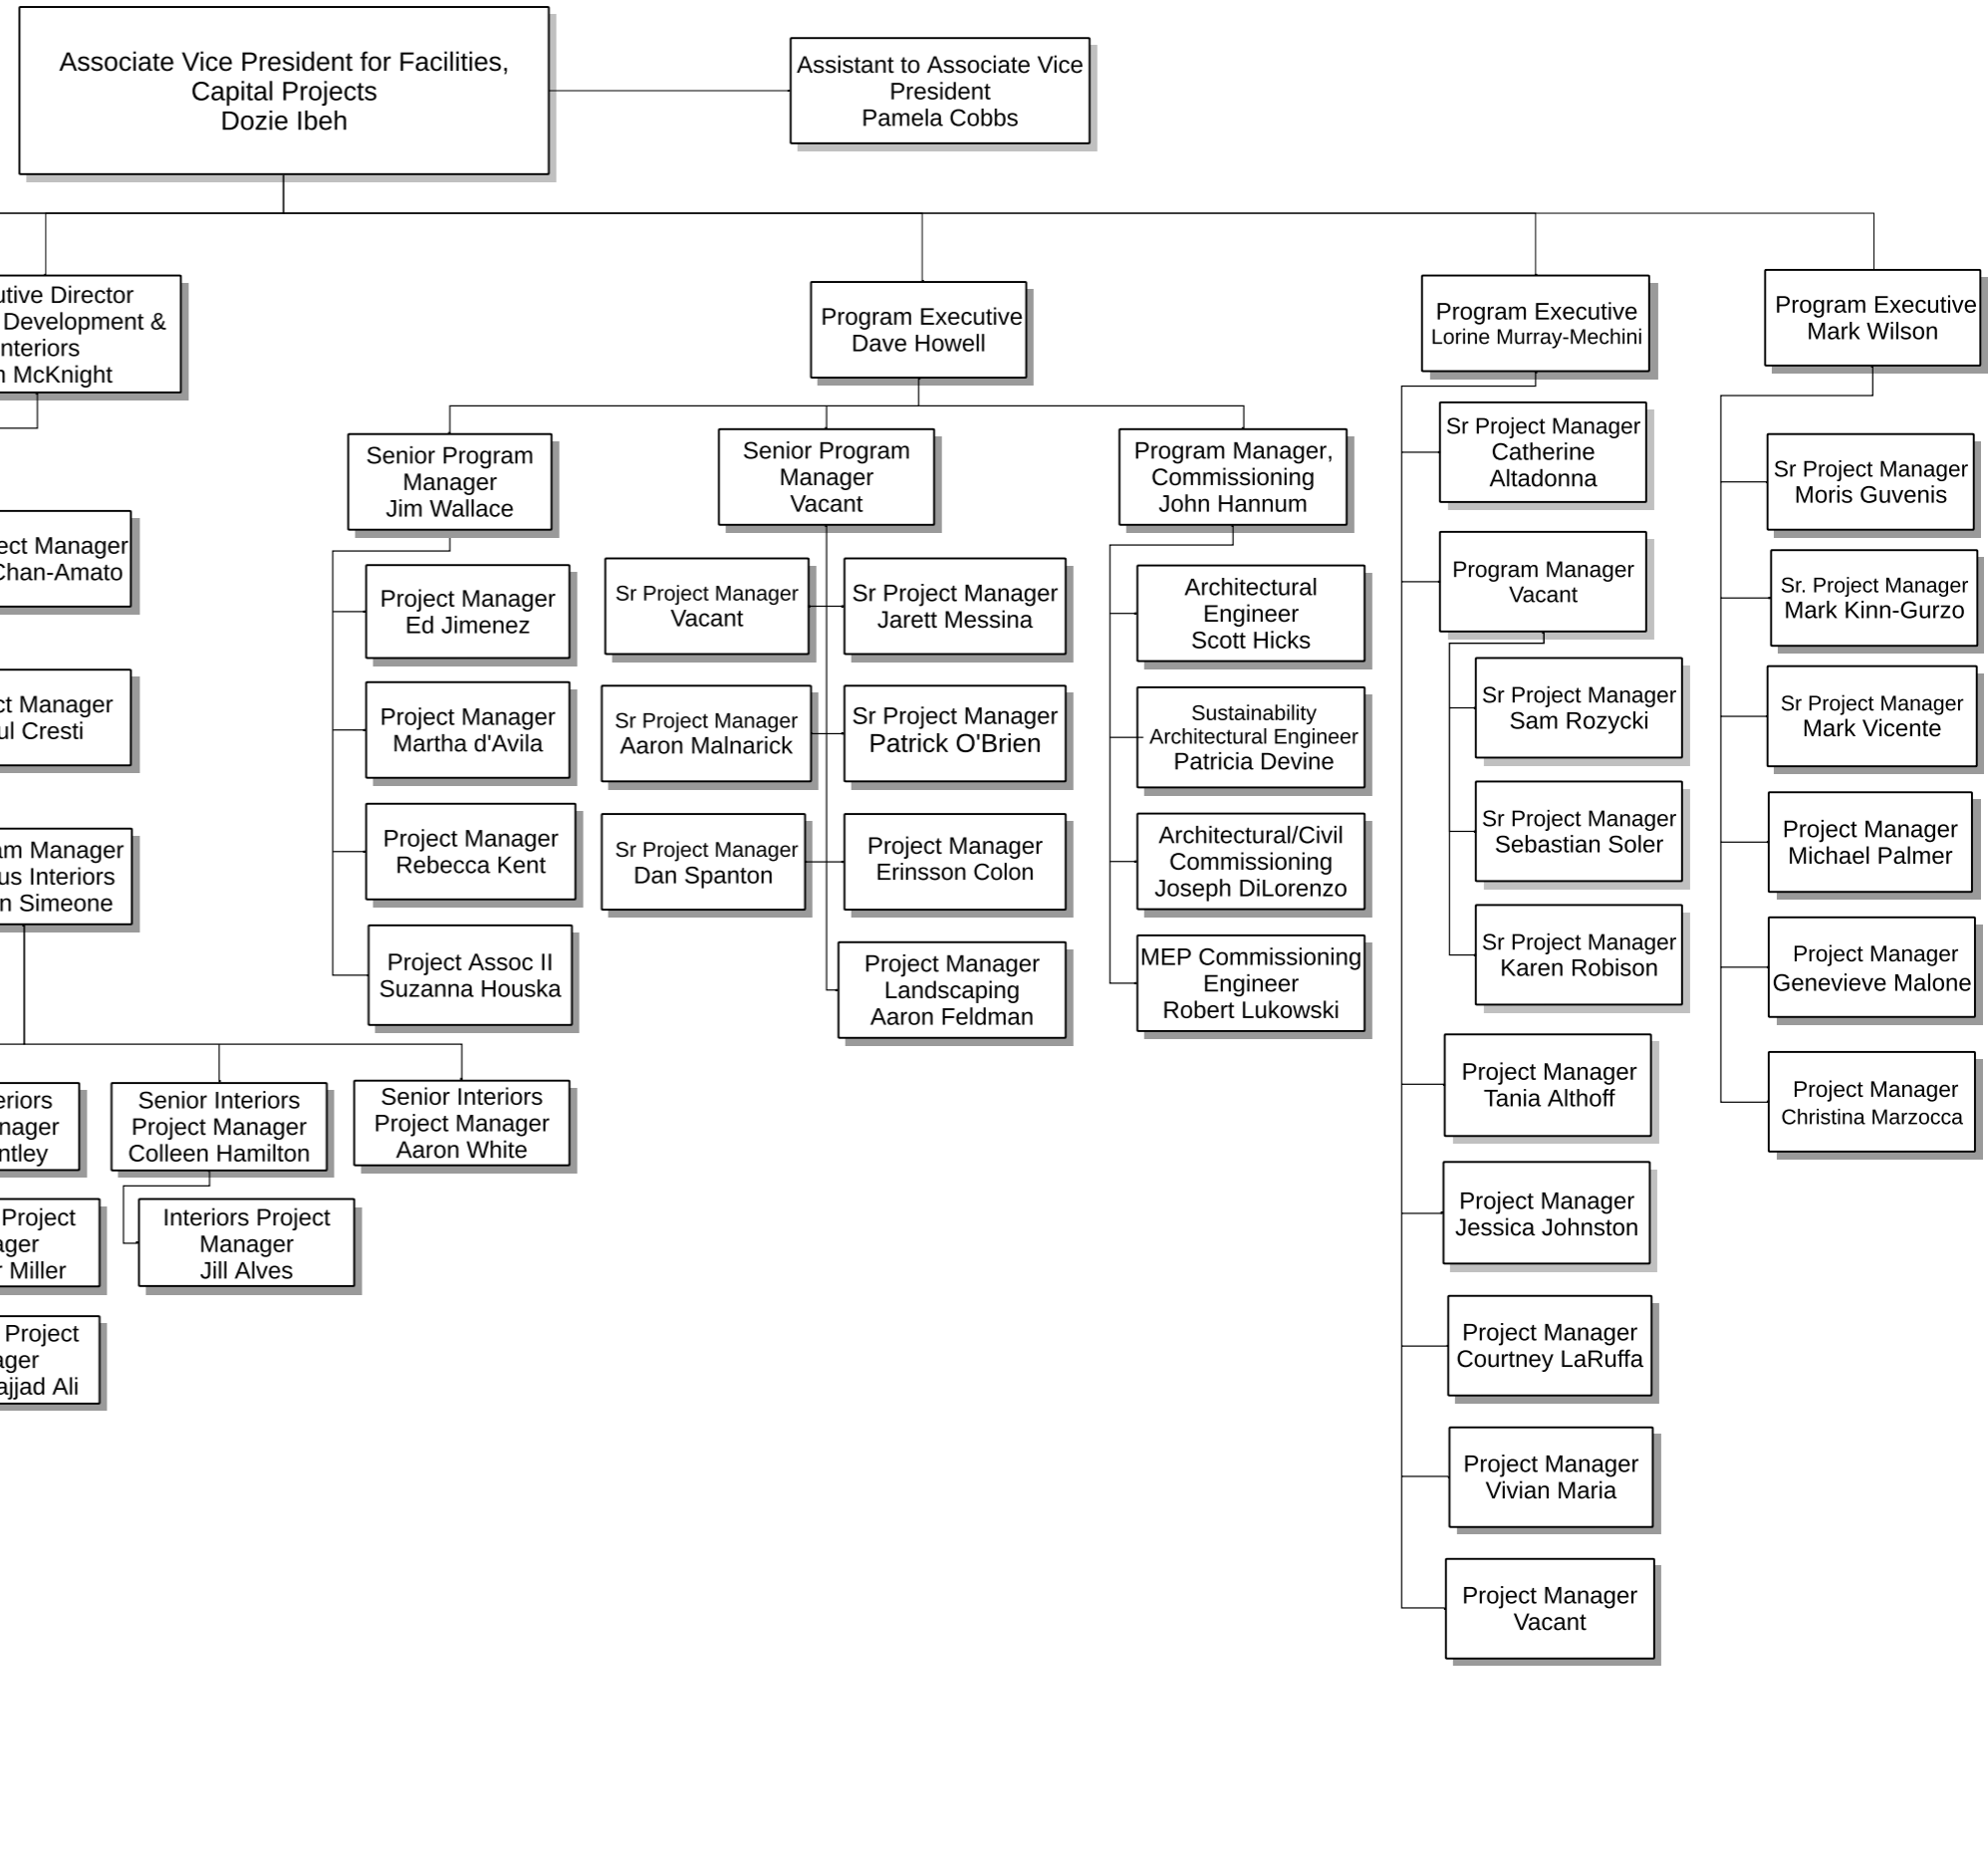 Associate Vice President for Facilities,
Capital Projects
Dozie Ibeh
Assistant to Associate Vice
President
Pamela Cobbs
Director
Development &
McKnight
Manager
Chan-Amato
Manager
Cresti
Manager
Interiors
Simeone
Senior Interiors
Project Manager
Colleen Hamilton
Senior Interiors
Project Manager
Aaron White
Project
Miller
Interiors Project
Manager
Jill Alves
Project
Ali
Program Executive
Dave Howell
Senior Program
Manager
Jim Wallace
Project Manager
Ed Jimenez
Project Manager
Martha d'Avila
Project Manager
Rebecca Kent
Project Assoc II
Suzanna Houska
Senior Program
Manager
Vacant
Sr Project Manager
Vacant
Sr Project Manager
Jarett Messina
Sr Project Manager
Aaron Malnarick
Sr Project Manager
Patrick O'Brien
Sr Project Manager
Dan Spanton
Project Manager
Erinsson Colon
Project Manager
Landscaping
Aaron Feldman
Program Manager,
Commissioning
John Hannum
Architectural
Engineer
Scott Hicks
Sustainability
Architectural Engineer
Patricia Devine
Architectural/Civil
Commissioning
Joseph DiLorenzo
MEP Commissioning
Engineer
Robert Lukowski
Program Executive
Lorine Murray-Mechini
Sr Project Manager
Catherine
Altadonna
Program Manager
Vacant
Sr Project Manager
Sam Rozycki
Sr Project Manager
Sebastian Soler
Sr Project Manager
Karen Robison
Project Manager
Tania Althoff
Project Manager
Jessica Johnston
Project Manager
Courtney LaRuffa
Project Manager
Vivian Maria
Project Manager
Vacant
Program Executive
Mark Wilson
Sr Project Manager
Moris Guvenis
Sr. Project Manager
Mark Kinn-Gurzo
Sr Project Manager
Mark Vicente
Project Manager
Michael Palmer
Project Manager
Genevieve Malone
Project Manager
Christina Marzocca